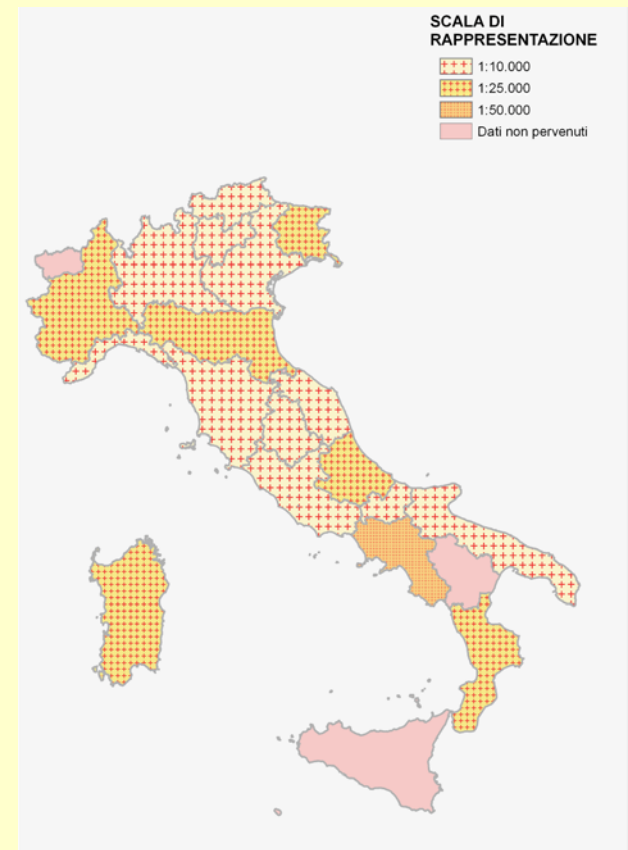 SCALA DI
RAPPRESENTAZIONE
1:10.000
1:25.000
1:50.000
Dati non pervenuti